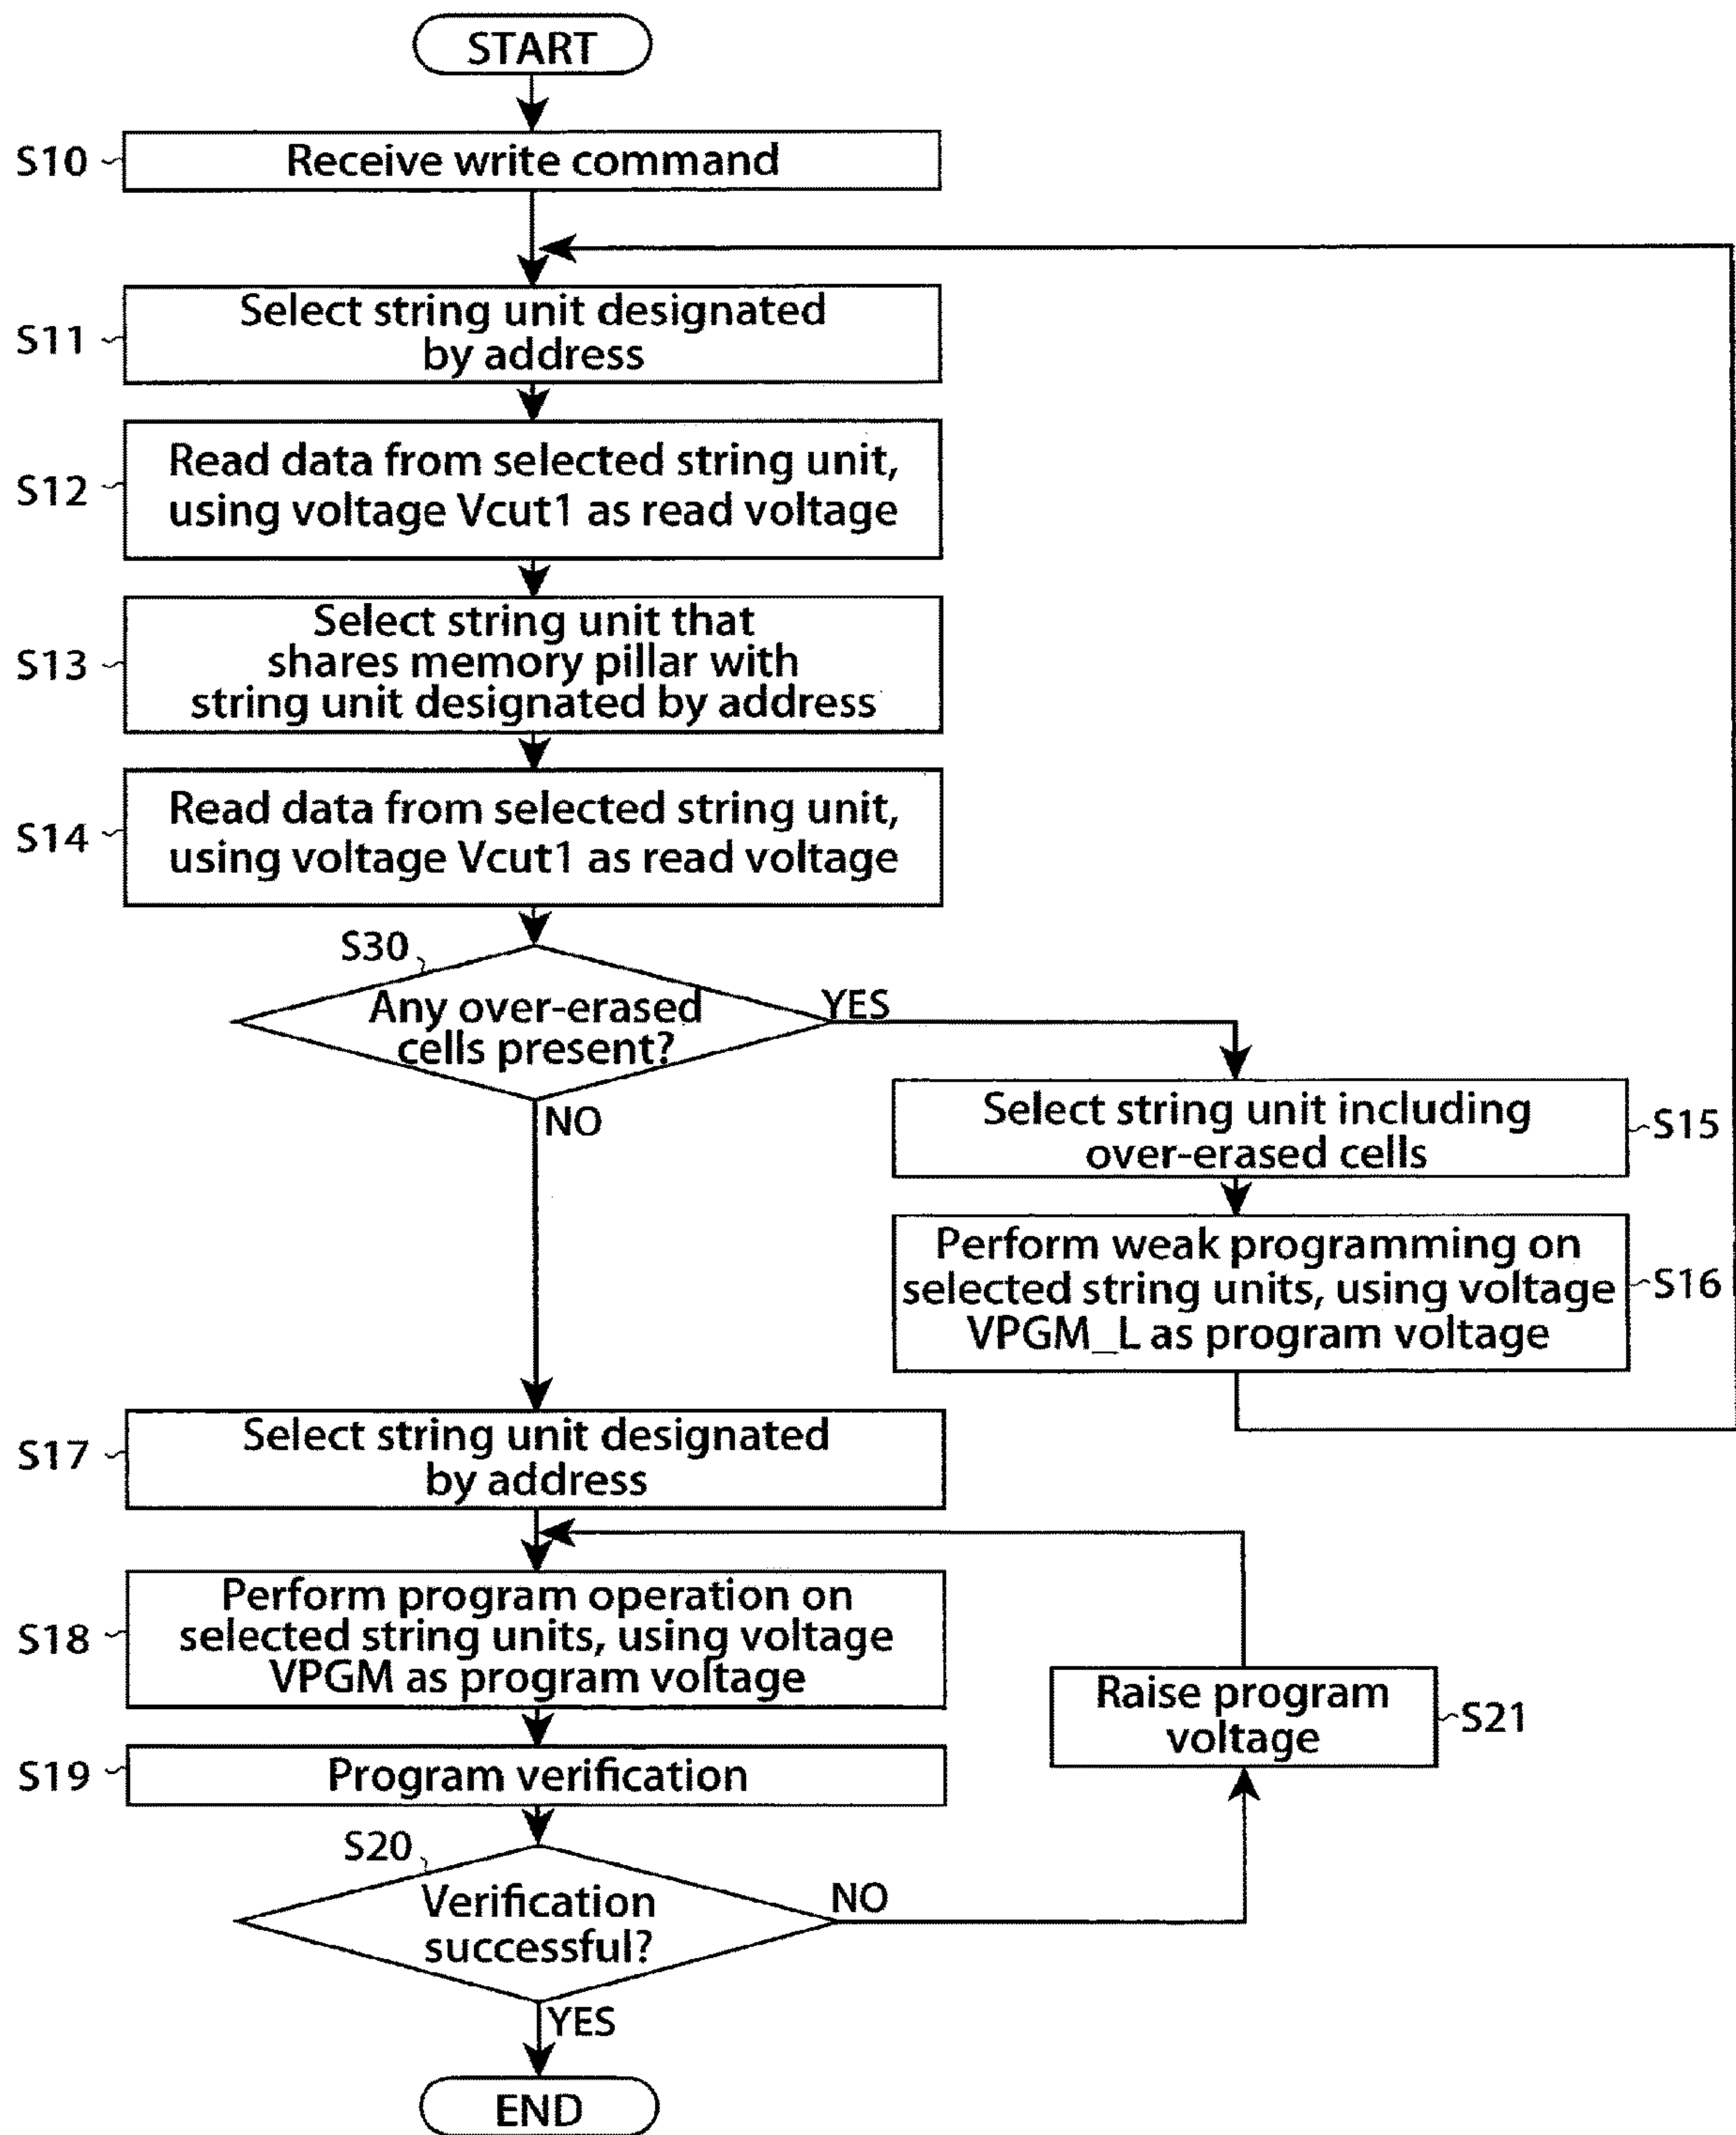 START
S10
Receive write command
S11
Select string unit designated
by address
S12
Read data from selected string unit,
using voltage Vcut1 as read voltage
S13
Select string unit that
shares memory pillar with
string unit designated by address
S14
Read data from selected string unit,
using voltage Vcut1 as read voltage
S30
Any over-erased
cells present?
YES
NO
Select string unit including
over-erased cells
S15
Perform weak programming on
selected string units, using voltage
VPGM_L as program voltage
S16
S17
Select string unit designated
by address
S18
Perform program operation on
selected string units, using voltage
VPGM as program voltage
Raise program
voltage
S21
S19
Program verification
S20
Verification
successful?
NO
YES
END